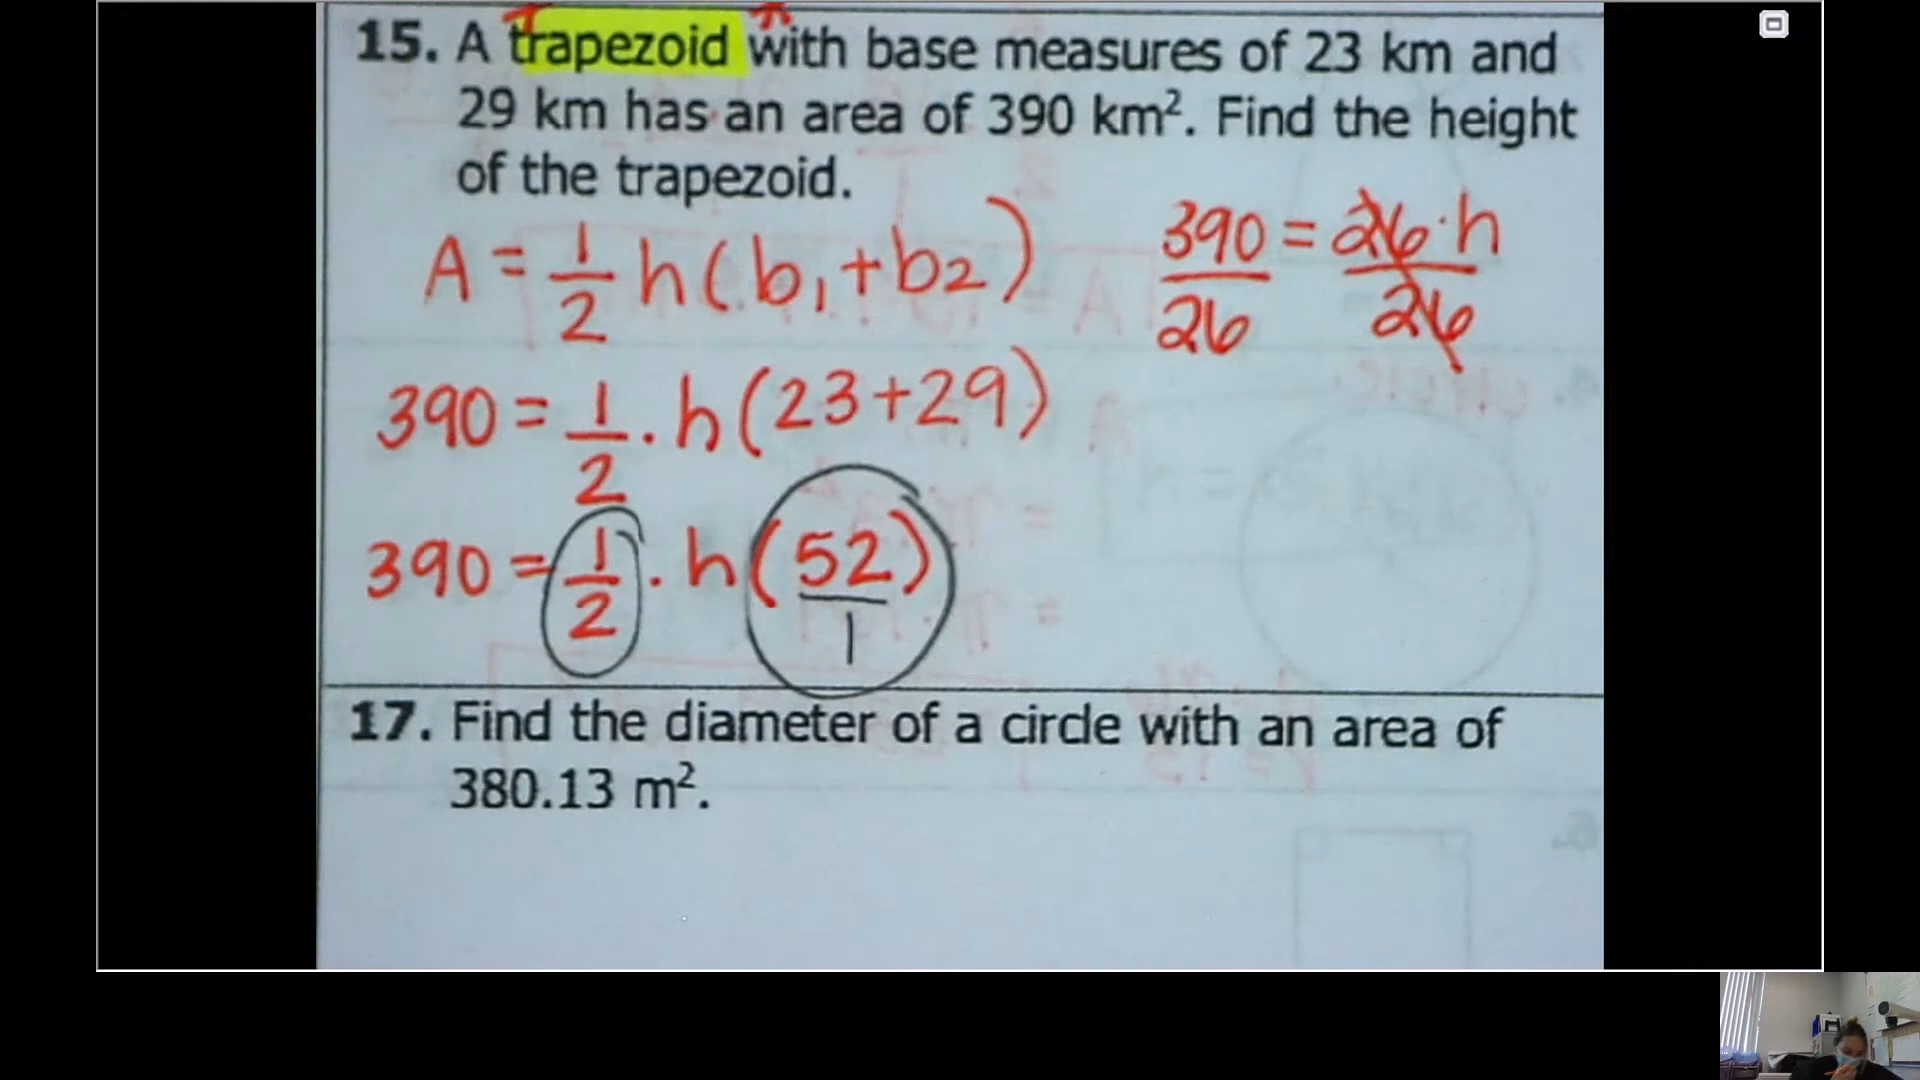 15. A trapezoid with base measures of 23 km and
29 km has an area of 390 km². Find the height
of the trapezoid.
A = 1/2 h(b₁+b₂)
390 = 1/2 · h(23+29)
390 = 1/2 · h(52/1)
390/26 = 26·h/26
17. Find the diameter of a circle with an area of
380.13 m².